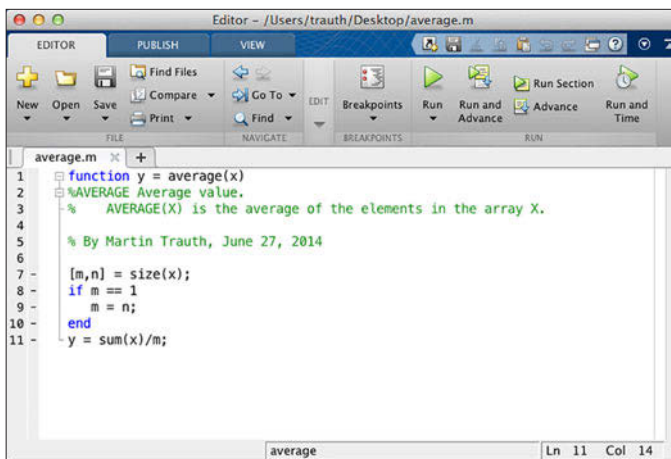 Editor - /Users/trauth/Desktop/average.m
EDITOR PUBLISH VIEW
New Open Save Find Files Compare Print
FILE
Go To Find
NAVIGATE
EDIT
Breakpoints
BREAKPOINTS
Run Run and Advance Run Section Advance Run and Time
RUN
average.m
1 function y = average(x)
2 %AVERAGE Average value.
3 % AVERAGE(X) is the average of the elements in the array X.
4
5 % By Martin Trauth, June 27, 2014
6
7 - [m,n] = size(x);
8 - if m == 1
9 - m = n;
10 - end
11 - y = sum(x)/m;
average Ln 11 Col 14